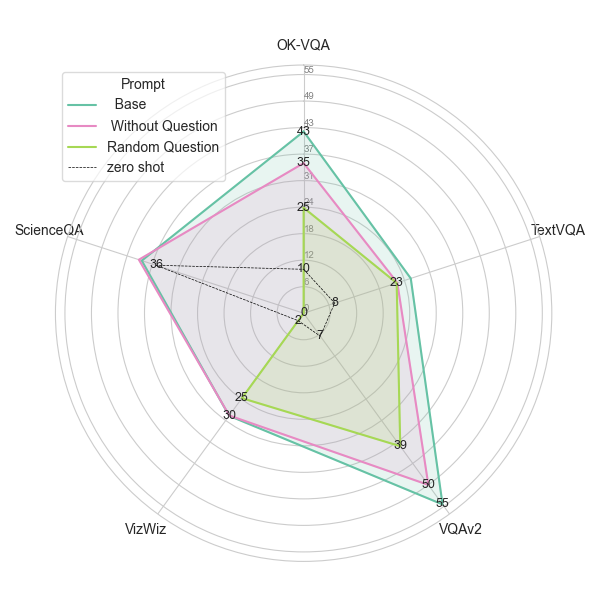 OK-VQA
55
49
43
43
37
35
31
25
24
18
12
10
6
0
Prompt
Base
Without Question
Random Question
zero shot
ScienceQA
36
TextVQA
23
8
7
2
25
30
39
50
55
VizWiz
VQAv2